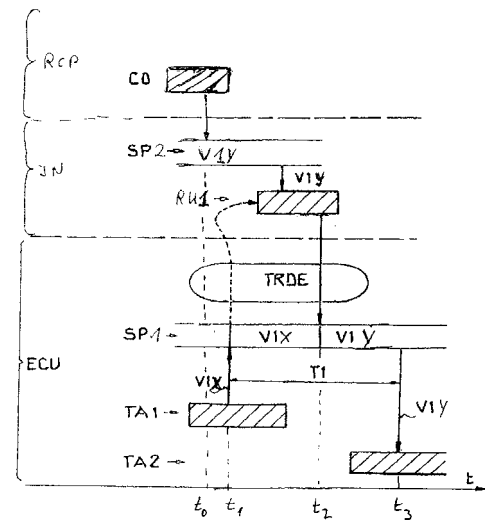 RCP
CO
SP2
V1Y
JN
V1Y
RU1
TRDE
SP1
V1X
V1Y
ECU
T1
V1X
V1Y
TA1
TA2
t
t0
t1
t2
t3